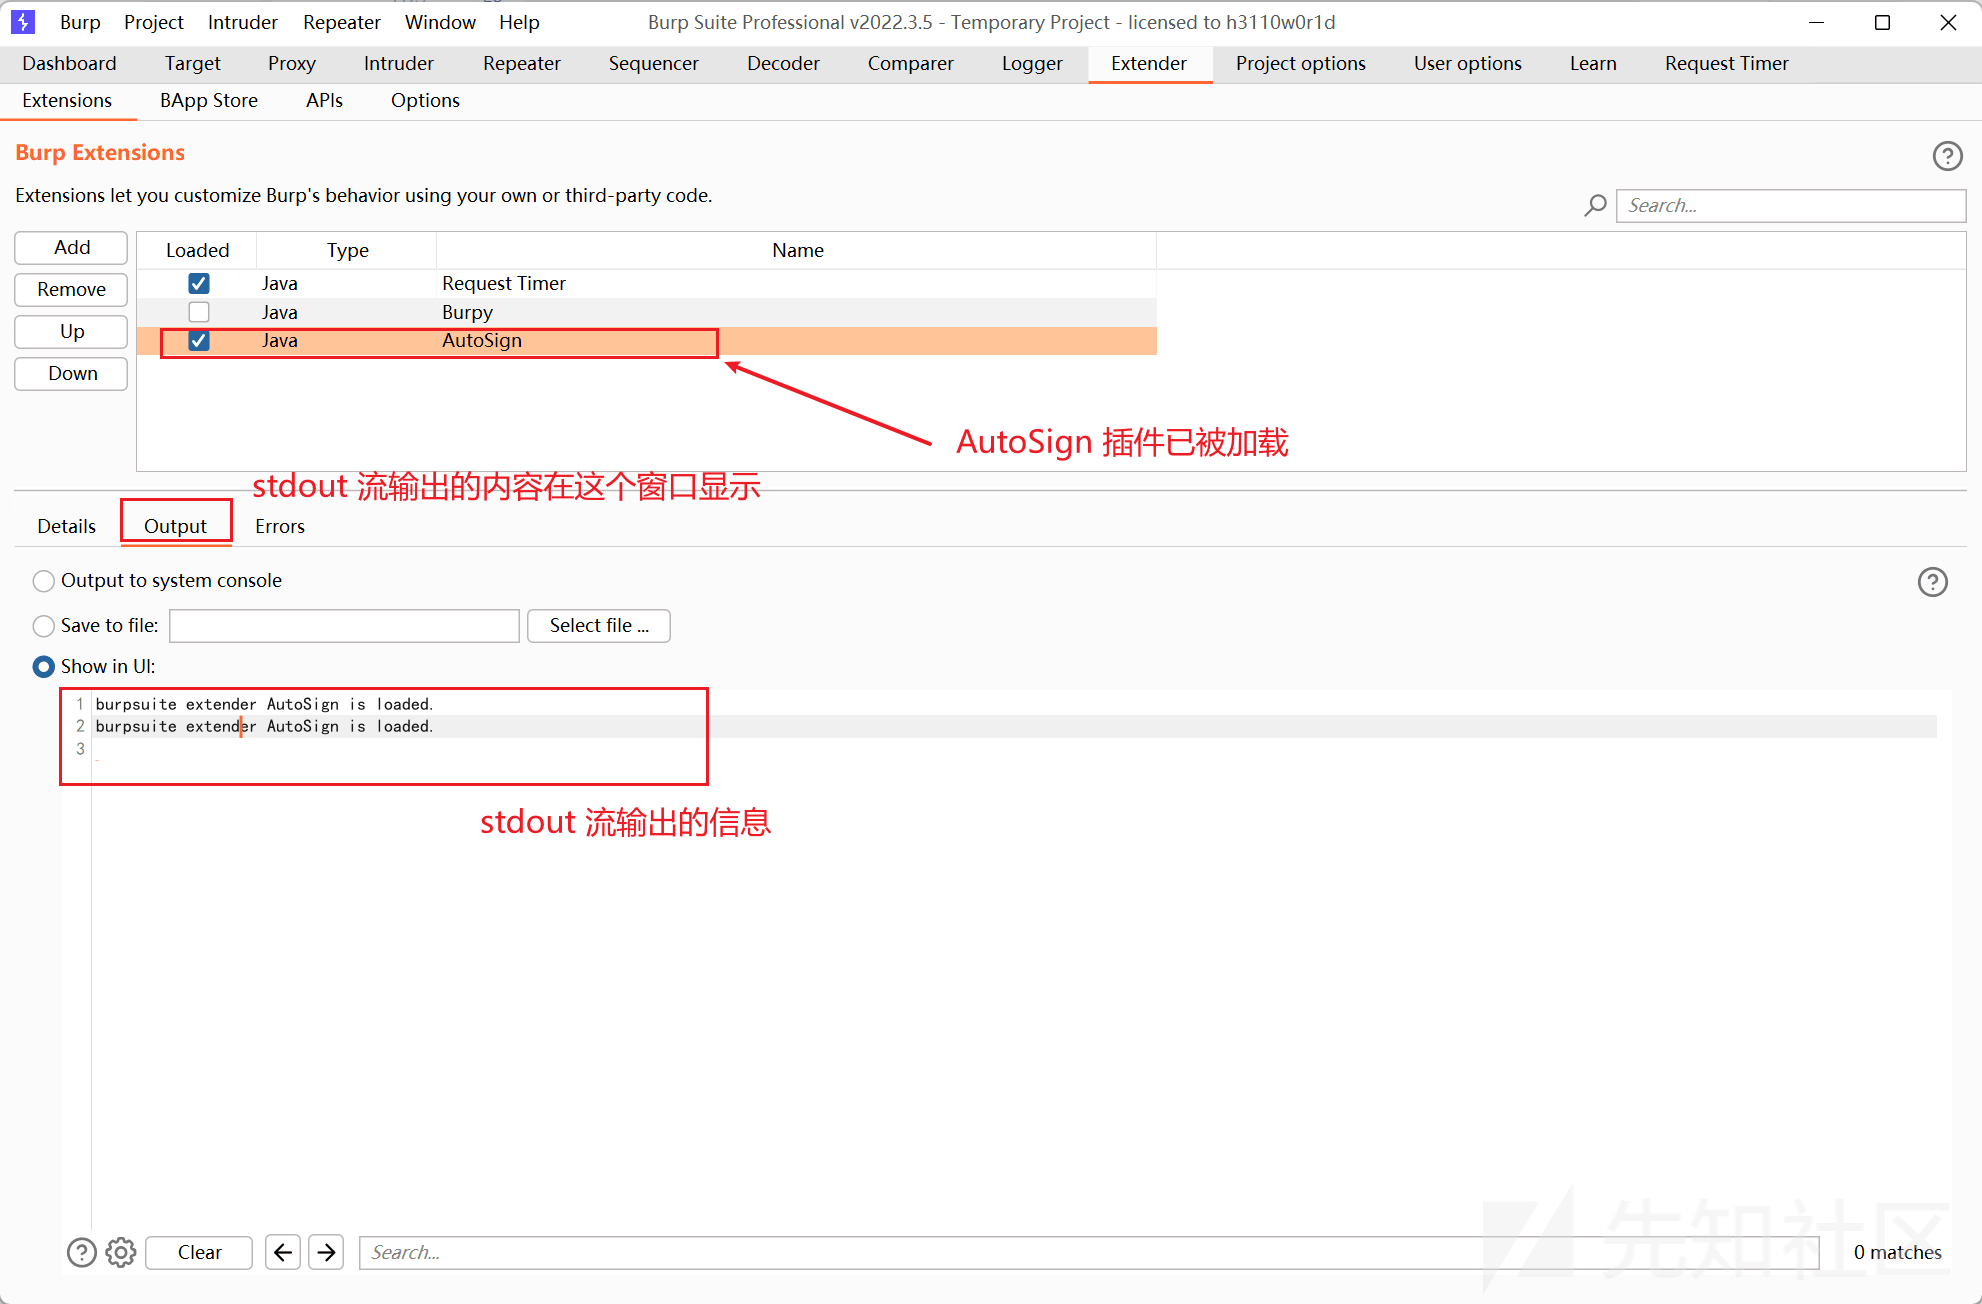 Burp Project Intruder Repeater Window Help Burp Suite Professional v2022.3.5 - Temporary Project - licensed to h3110w0r1d
Dashboard Target Proxy Intruder Repeater Sequencer Decoder Comparer Logger Extender Project options User options Learn Request Timer
Extensions BApp Store APIs Options
Burp Extensions
Extensions let you customize Burp's behavior using your own or third-party code.
Search...
Add
Remove
Up
Down
Loaded Type Name
Java Request Timer
Java Burpy
Java AutoSign
AutoSign 插件已被加载
stdout 流输出的内容在这个窗口显示
Details Output Errors
Output to system console
Save to file: Select file ...
Show in UI:
1 burpsuite extender AutoSign is loaded.
2 burpsuite extender AutoSign is loaded.
3
stdout 流输出的信息
Clear Search... 0 matches
先知社区